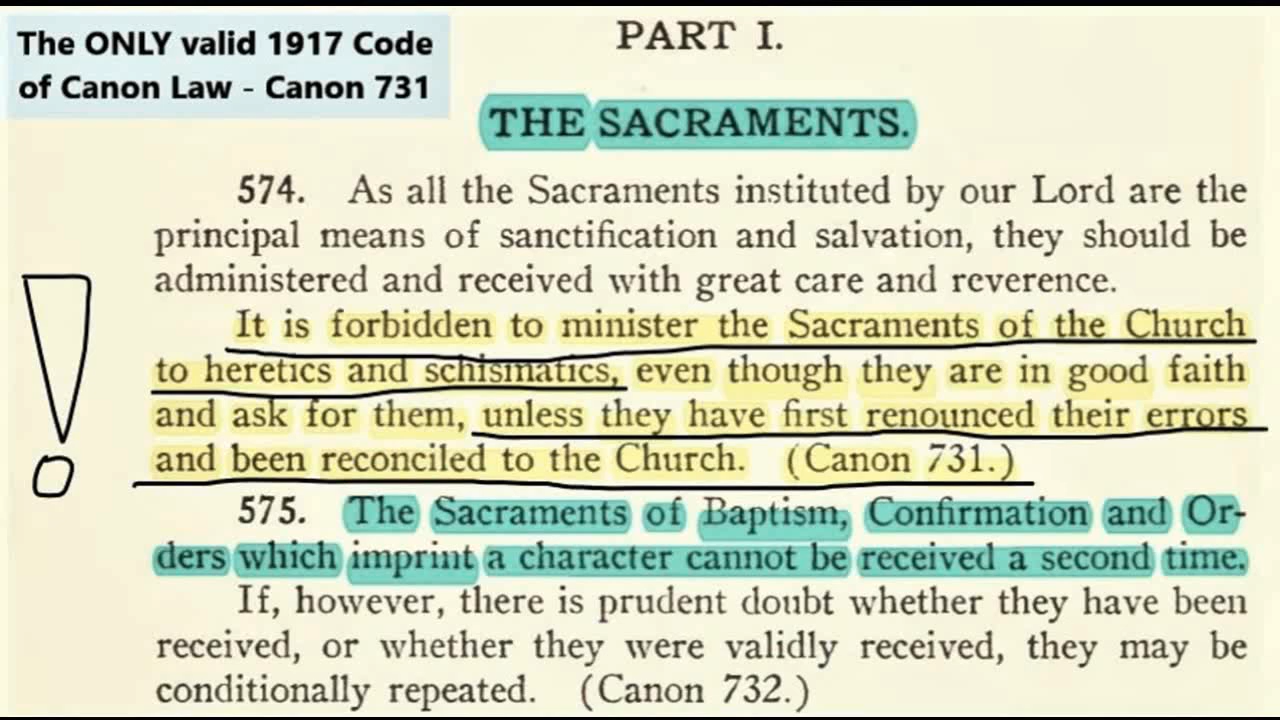 The ONLY valid 1917 Code
of Canon Law - Canon 731
PART I.
THE SACRAMENTS.
574. As all the Sacraments instituted by our Lord are the
principal means of sanctification and salvation, they should be
administered and received with great care and reverence.
It is forbidden to minister the Sacraments of the Church
to heretics and schismatics, even though they are in good faith
and ask for them, unless they have first renounced their errors
and been reconciled to the Church. (Canon 731.)
575. The Sacraments of Baptism, Confirmation and Or-
ders which imprint a character cannot be received a second time.
If, however, there is prudent doubt whether they have been
received, or whether they were validly received, they may be
conditionally repeated. (Canon 732.)